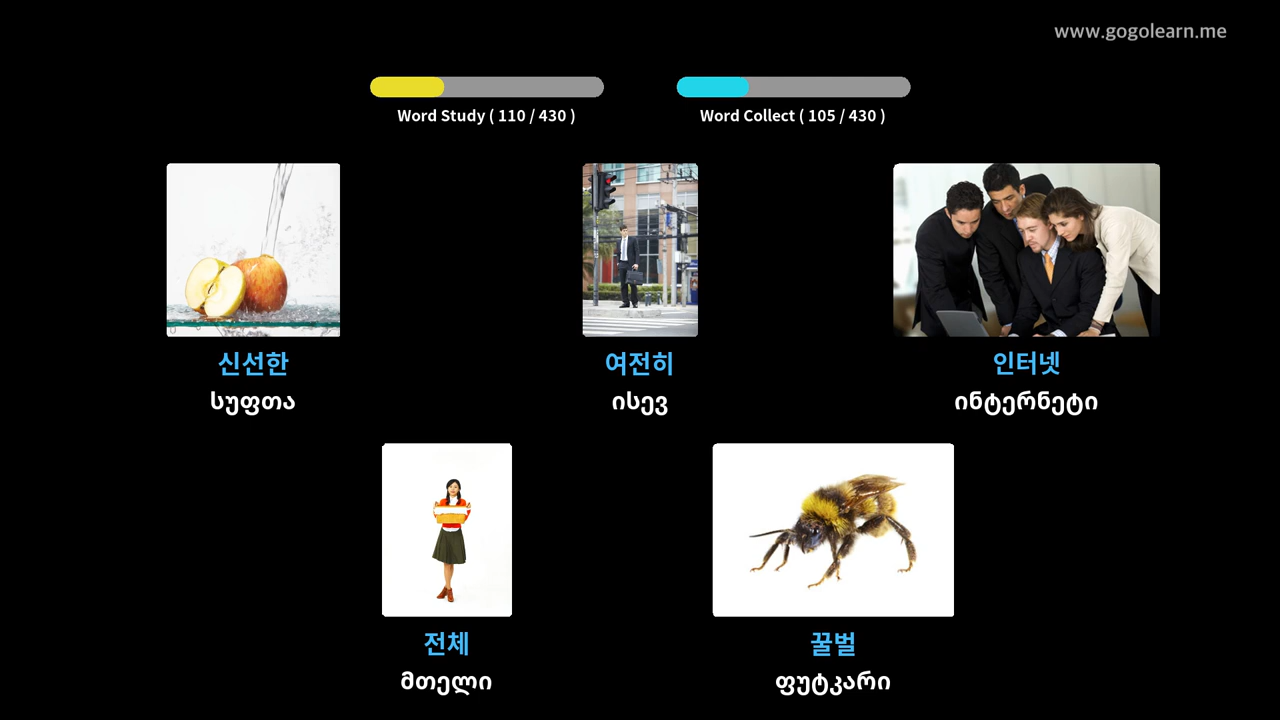 www.gogolearn.me
Word Study ( 110 / 430 )
Word Collect ( 105 / 430 )
신선한
სუფთა
여전히
ისევ
인터넷
ინტერნეტი
전체
მთელი
꿀벌
ფუტკარი